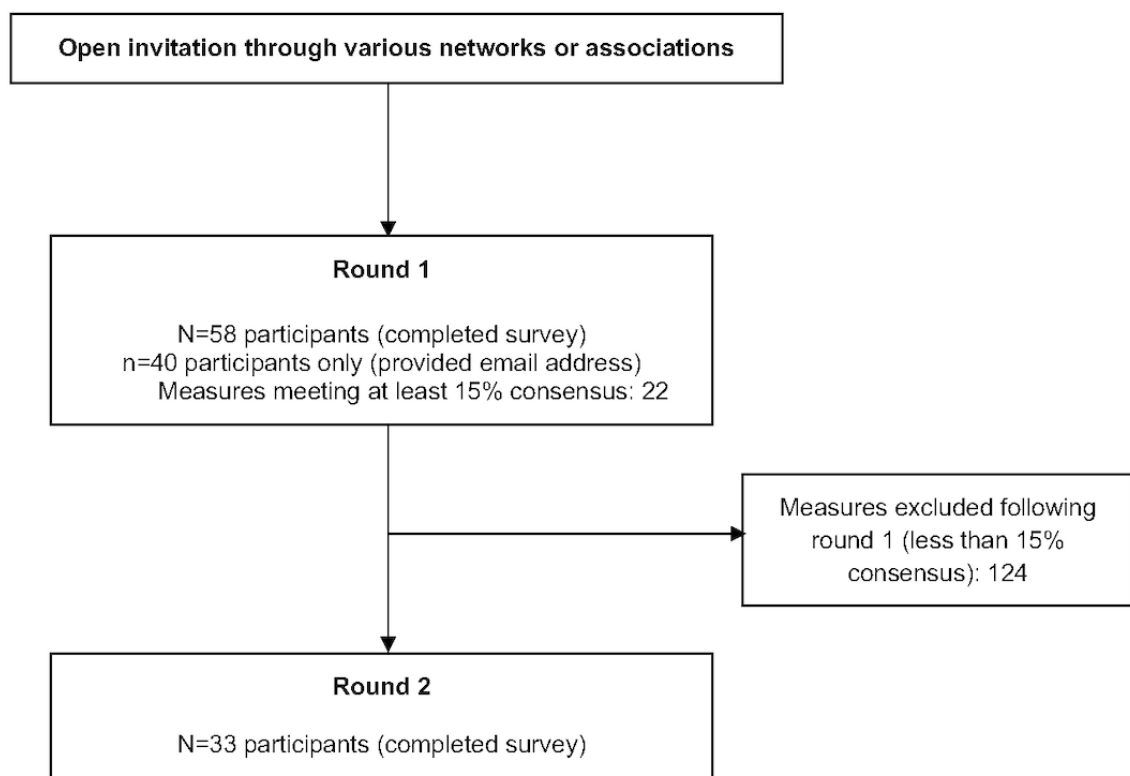 Open invitation through various networks or associations
Round 1
N=58 participants (completed survey)
n=40 participants only (provided email address)
Measures meeting at least 15% consensus: 22
Measures excluded following
round 1 (less than 15%
consensus): 124
Round 2
N=33 participants (completed survey)